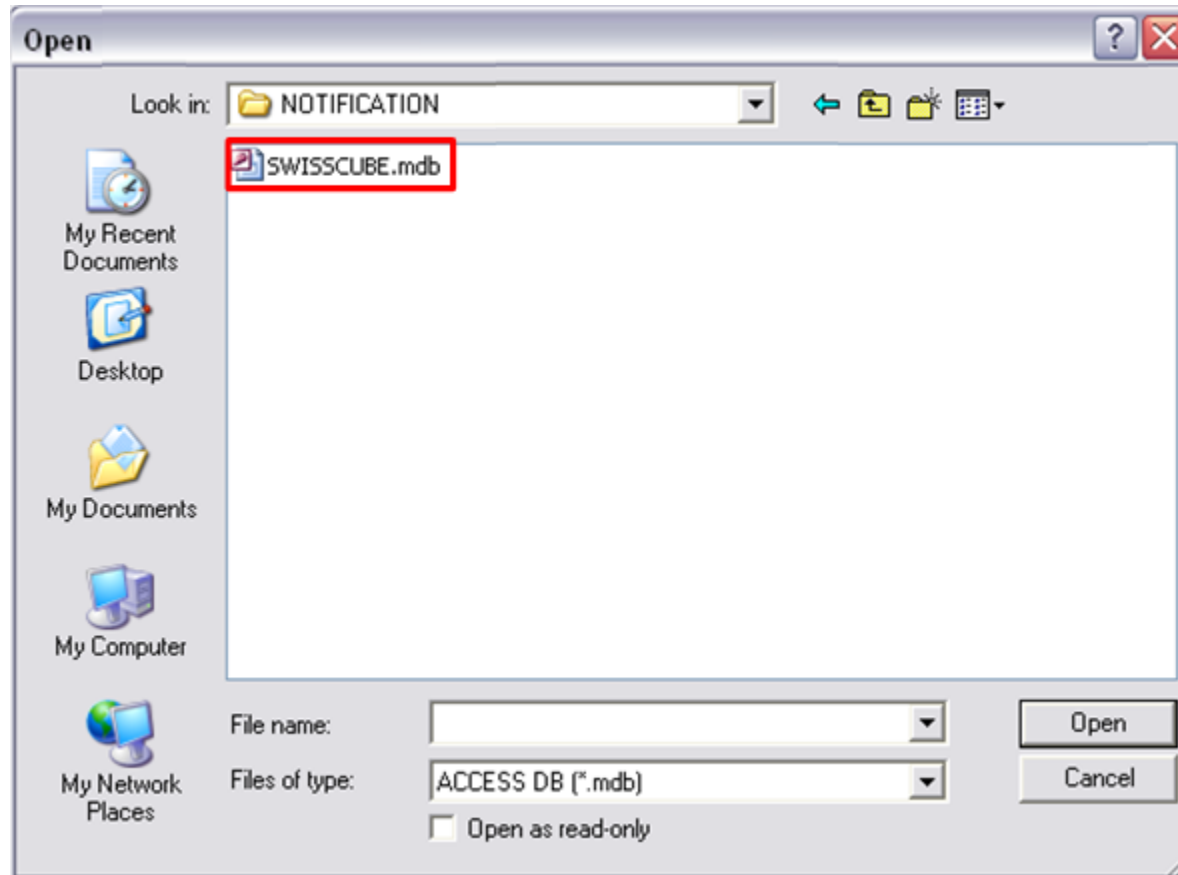 Open
Look in: NOTIFICATION
SWISSCUBE.mdb
My Recent
Documents
Desktop
My Documents
My Computer
My Network
Places
File name:
Open
Files of type: ACCESS DB (*.mdb)
Cancel
Open as read-only